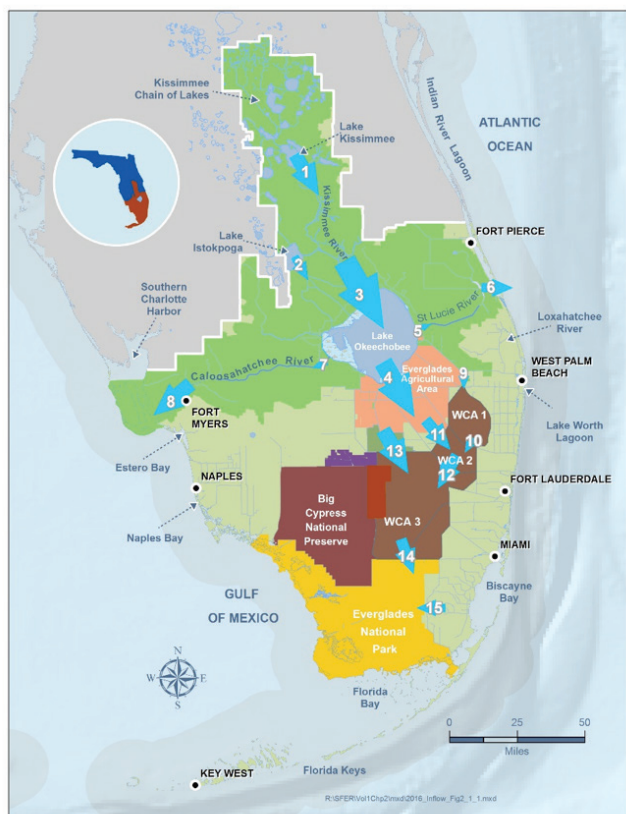 Kissimmee
Chain of Lakes
Lake
Kissimmee
Indian River Lagoon
ATLANTIC
OCEAN
1
Kissimmee River
FORT PIERCE
Lake
Istokpoga
2
3
6
Southern
Charlotte
Harbor
St Lucie River
5
Loxahatchee
River
Lake
Okeechobee
7
Caloosahatchee River
4
Everglades
Agricultural
Area
9
WEST PALM
BEACH
8
FORT
MYERS
WCA 1
Lake Worth
Lagoon
11
10
13
WCA 2
12
Estero Bay
NAPLES
FORT LAUDERDALE
Big
Cypress
National
Preserve
WCA 3
Naples Bay
14
MIAMI
Biscayne
Bay
GULF
OF MEXICO
15
Everglades
National
Park
N
W
E
S
Florida
Bay
0
25
50
Miles
KEY WEST
Florida Keys
R:\SFER\Vol1Chp2\mxd\2016_Inflow_Fig2_1_1.mxd